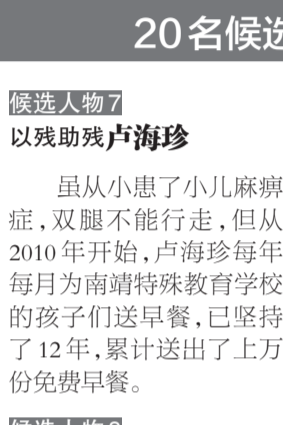 20名候选
候选人物7
以残助残卢海珍
虽从小患了小儿麻痹
症,双腿不能行走,但从
2010年开始,卢海珍每年
每月为南靖特殊教育学校
的孩子们送早餐,已坚持
了12年,累计送出了上万
份免费早餐。